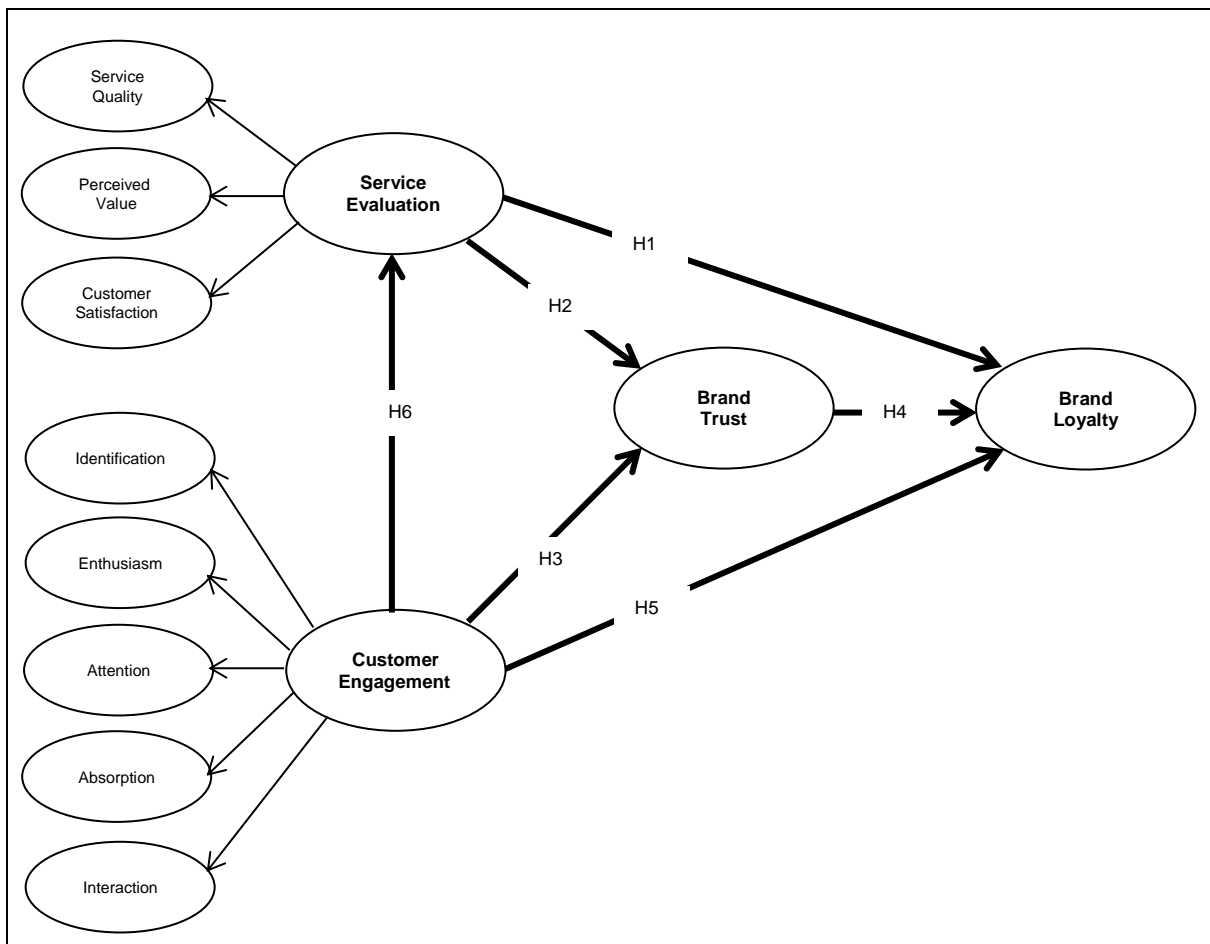 Service
Quality
Perceived
Value
Customer
Satisfaction
Service
Evaluation
H1
H2
Brand
Trust
H4
Brand
Loyalty
H6
Identification
Enthusiasm
H3
H5
Attention
Customer
Engagement
Absorption
Interaction